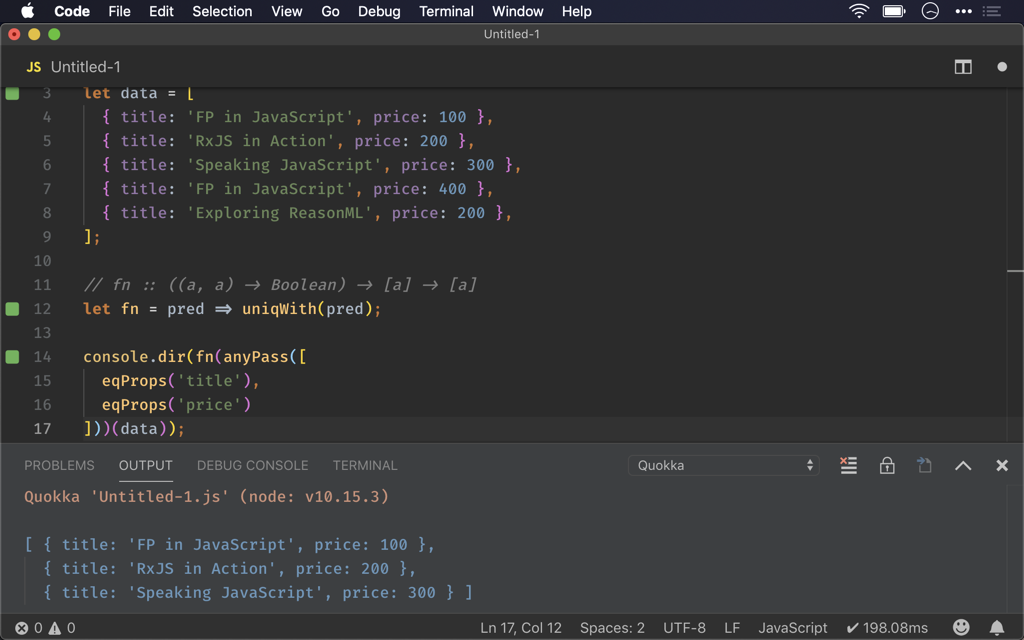 Code File Edit Selection View Go Debug Terminal Window Help
Untitled-1
JS Untitled-1
3 let data = [
4 { title: 'FP in JavaScript', price: 100 },
5 { title: 'RxJS in Action', price: 200 },
6 { title: 'Speaking JavaScript', price: 300 },
7 { title: 'FP in JavaScript', price: 400 },
8 { title: 'Exploring ReasonML', price: 200 },
9 ];
10
11 // fn :: ((a, a) → Boolean) → [a] → [a]
12 let fn = pred ⇒ uniqWith(pred);
13
14 console.dir(fn(anyPass([
15 eqProps('title'),
16 eqProps('price')
17 ]))(data));
PROBLEMS OUTPUT DEBUG CONSOLE TERMINAL Quokka
Quokka 'Untitled-1.js' (node: v10.15.3)
[ { title: 'FP in JavaScript', price: 100 },
{ title: 'RxJS in Action', price: 200 },
{ title: 'Speaking JavaScript', price: 300 } ]
0 0 Ln 17, Col 12 Spaces: 2 UTF-8 LF JavaScript ✔ 198.08ms